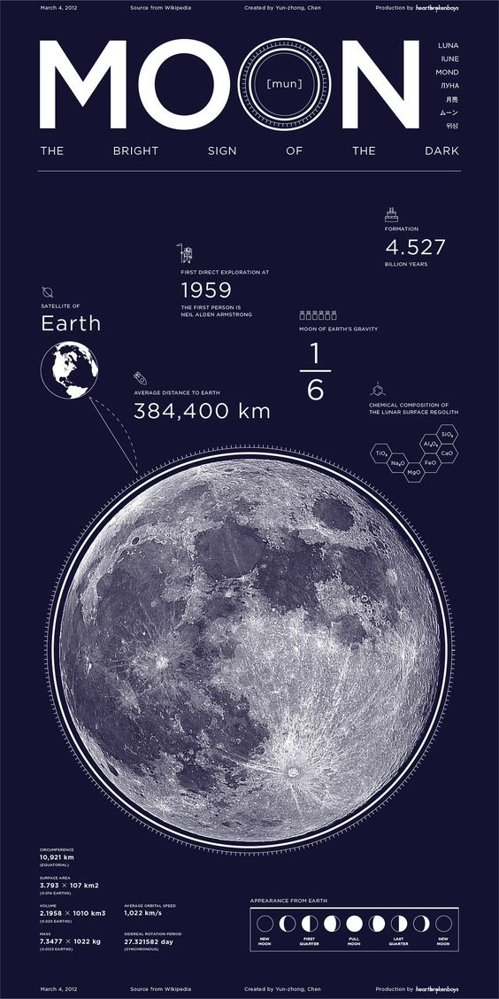 March 4, 2012 Source from Wikipedia Created by Yun-zhong, Chen Production by heartbrokenboys
MOON
[mun]
LUNA
IUNE
MOND
ЛУНА
月亮
ムーン
위성
THE BRIGHT SIGN OF THE DARK
FORMATION
4.527
BILLION YEARS
FIRST DIRECT EXPLORATION AT
1959
THE FIRST PERSON IS
NEIL ALDEN ARMSTRONG
SATELLITE OF
Earth
MOON OF EARTH'S GRAVITY
1
6
AVERAGE DISTANCE TO EARTH
384,400 km
CHEMICAL COMPOSITION OF
THE LUNAR SURFACE REGOLITH
SiO₂
Al₂O₃
TiO₂
CaO
Na₂O
FeO
MgO
CIRCUMFERENCE
10,921 km
(EQUATORIAL)
SURFACE AREA
3.793 × 107 km2
(0.074 EARTHS)
VOLUME
2.1958 × 1010 km3
(0.020 EARTHS)
AVERAGE ORBITAL SPEED
1,022 km/s
MASS
7.3477 × 1022 kg
(0.0123 EARTHS)
SIDEREAL ROTATION PERIOD
27.321582 day
(SYNCHRONOUS)
APPEARANCE FROM EARTH
NEW MOON
FIRST QUARTER
FULL MOON
LAST QUARTER
NEW MOON
March 4, 2012 Source from Wikipedia Created by Yun-zhong, Chen Production by heartbrokenboys